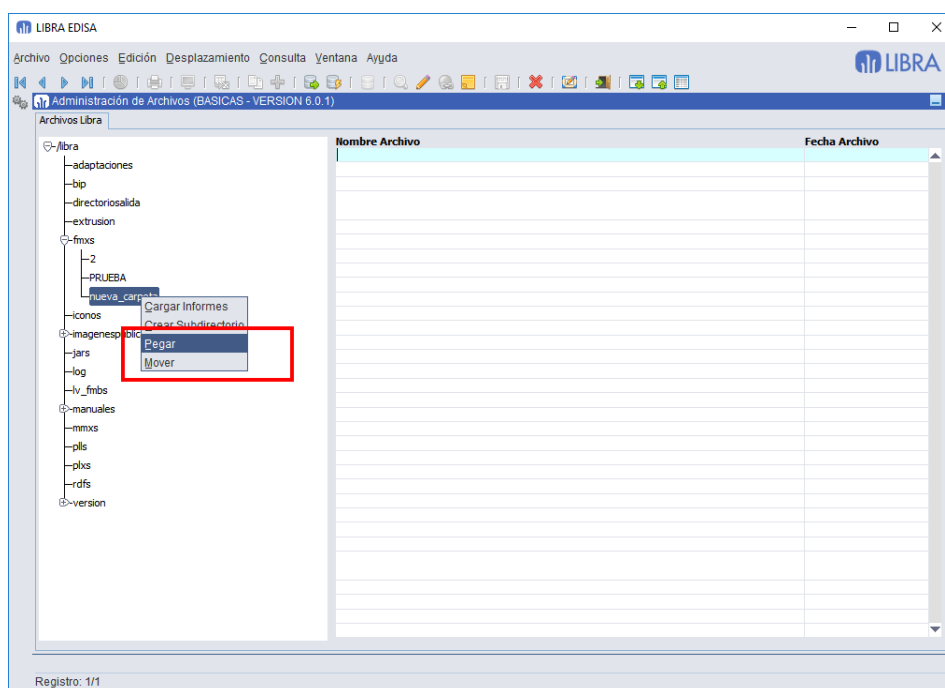 LIBRA EDISA
Archivo Opciones Edición Desplazamiento Consulta Ventana Ayuda
LIBRA
Administración de Archivos (BASICAS - VERSION 6.0.1)
Archivos Libra
/libra
Nombre Archivo Fecha Archivo
adaptaciones
bip
directoriosalida
extrusion
fmxs
2
PRUEBA
nueva_carpeta
Cargar Informes
iconos
Crear Subdirectorio
imagenespublic
Pegar
jars
Mover
log
lv_fmbs
manuales
mmxs
plls
plxs
rdfs
version
Registro: 1/1